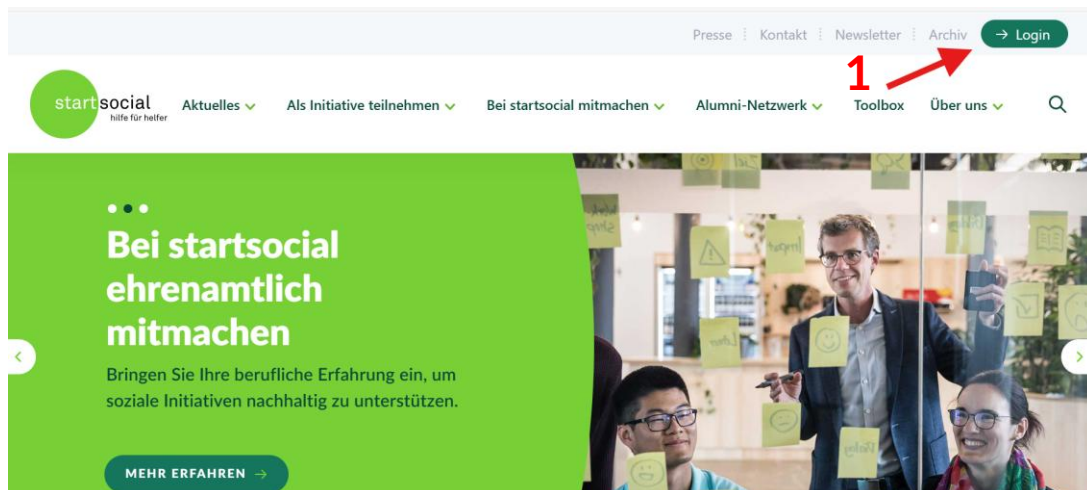 Presse Kontakt Newsletter Archiv → Login
1
startsocial
hilfe für helfer
Aktuelles Als Initiative teilnehmen Bei startsocial mitmachen Alumni-Netzwerk Toolbox Über uns
Bei startsocial
ehrenamtlich
mitmachen
Bringen Sie Ihre berufliche Erfahrung ein, um
soziale Initiativen nachhaltig zu unterstützen.
MEHR ERFAHREN →